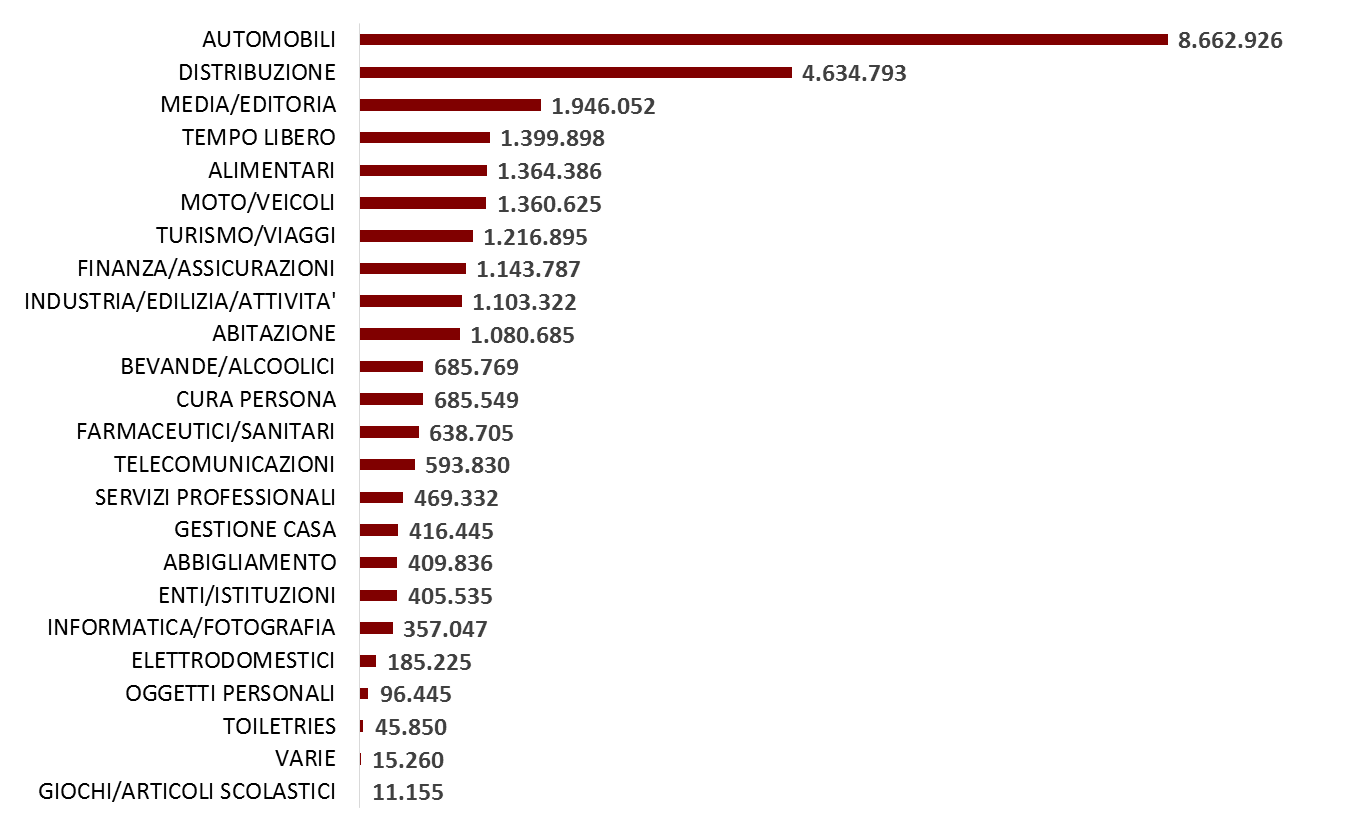 AUTOMOBILI 8.662.926
DISTRIBUZIONE 4.634.793
MEDIA/EDITORIA 1.946.052
TEMPO LIBERO 1.399.898
ALIMENTARI 1.364.386
MOTO/VEICOLI 1.360.625
TURISMO/VIAGGI 1.216.895
FINANZA/ASSICURAZIONI 1.143.787
INDUSTRIA/EDILIZIA/ATTIVITA' 1.103.322
ABITAZIONE 1.080.685
BEVANDE/ALCOOLICI 685.769
CURA PERSONA 685.549
FARMACEUTICI/SANITARI 638.705
TELECOMUNICAZIONI 593.830
SERVIZI PROFESSIONALI 469.332
GESTIONE CASA 416.445
ABBIGLIAMENTO 409.836
ENTI/ISTITUZIONI 405.535
INFORMATICA/FOTOGRAFIA 357.047
ELETTRODOMESTICI 185.225
OGGETTI PERSONALI 96.445
TOILETRIES 45.850
VARIE 15.260
GIOCHI/ARTICOLI SCOLASTICI 11.155